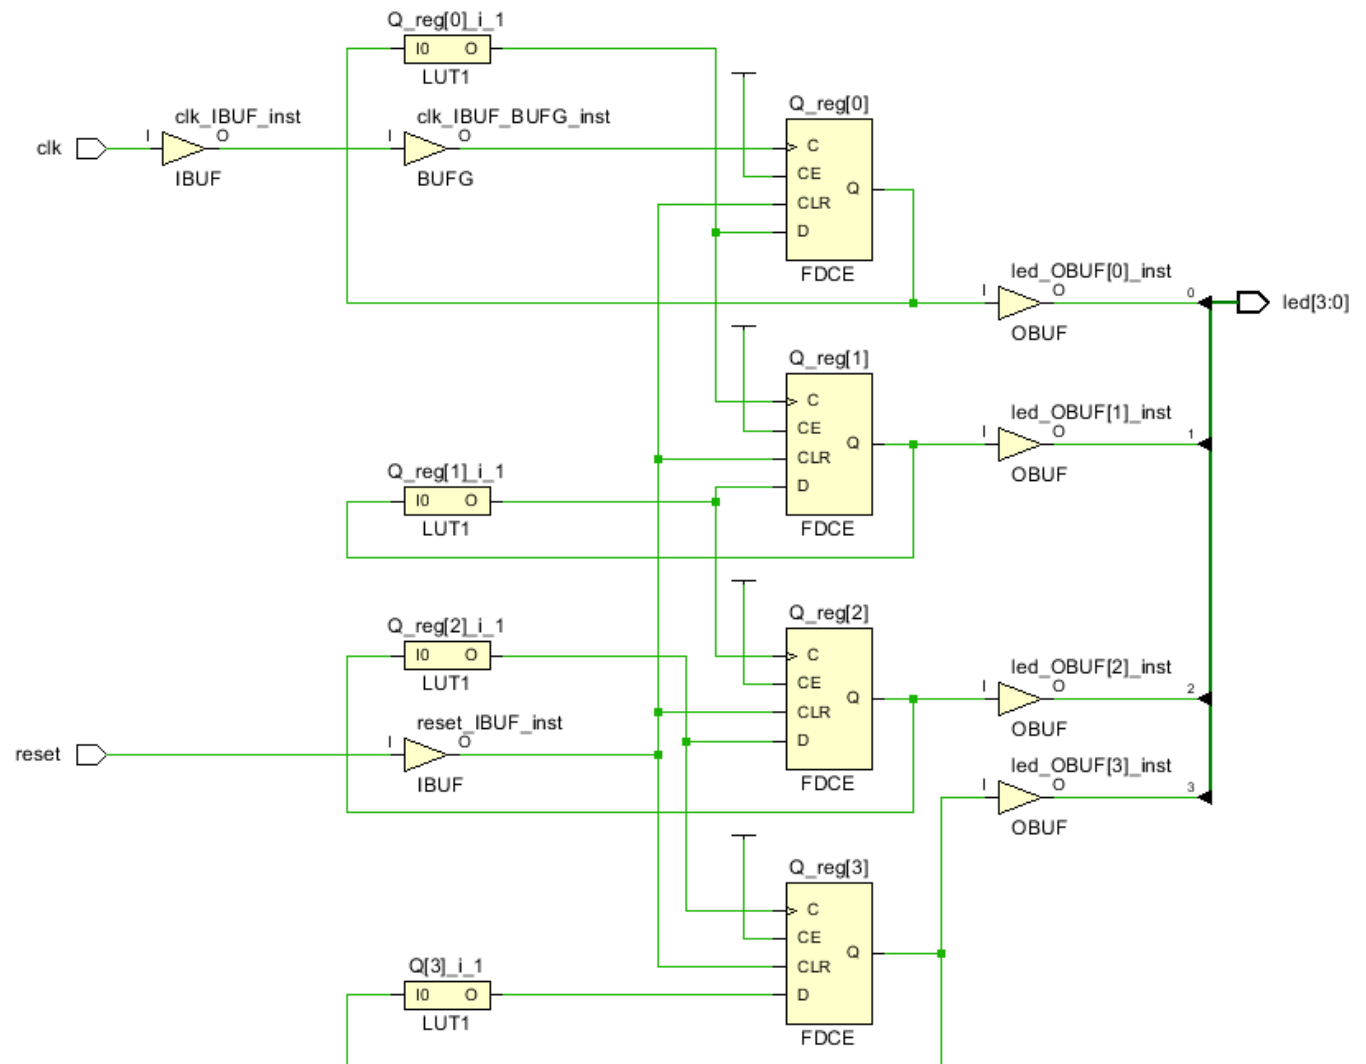 Q_reg[0]_i_1
I0 O
LUT1
clk
clk_IBUF_inst
I O
IBUF
clk_IBUF_BUFG_inst
I O
BUFG
Q_reg[0]
C
CE
CLR
D
Q
FDCE
led_OBUF[0]_inst
I O
OBUF
0
led[3:0]
Q_reg[1]
C
CE
CLR
D
Q
FDCE
led_OBUF[1]_inst
I O
OBUF
1
Q_reg[1]_i_1
I0 O
LUT1
Q_reg[2]_i_1
I0 O
LUT1
Q_reg[2]
C
CE
CLR
D
Q
FDCE
led_OBUF[2]_inst
I O
OBUF
2
reset
reset_IBUF_inst
I O
IBUF
led_OBUF[3]_inst
I O
OBUF
3
Q_reg[3]
C
CE
CLR
D
Q
FDCE
Q[3]_i_1
I0 O
LUT1